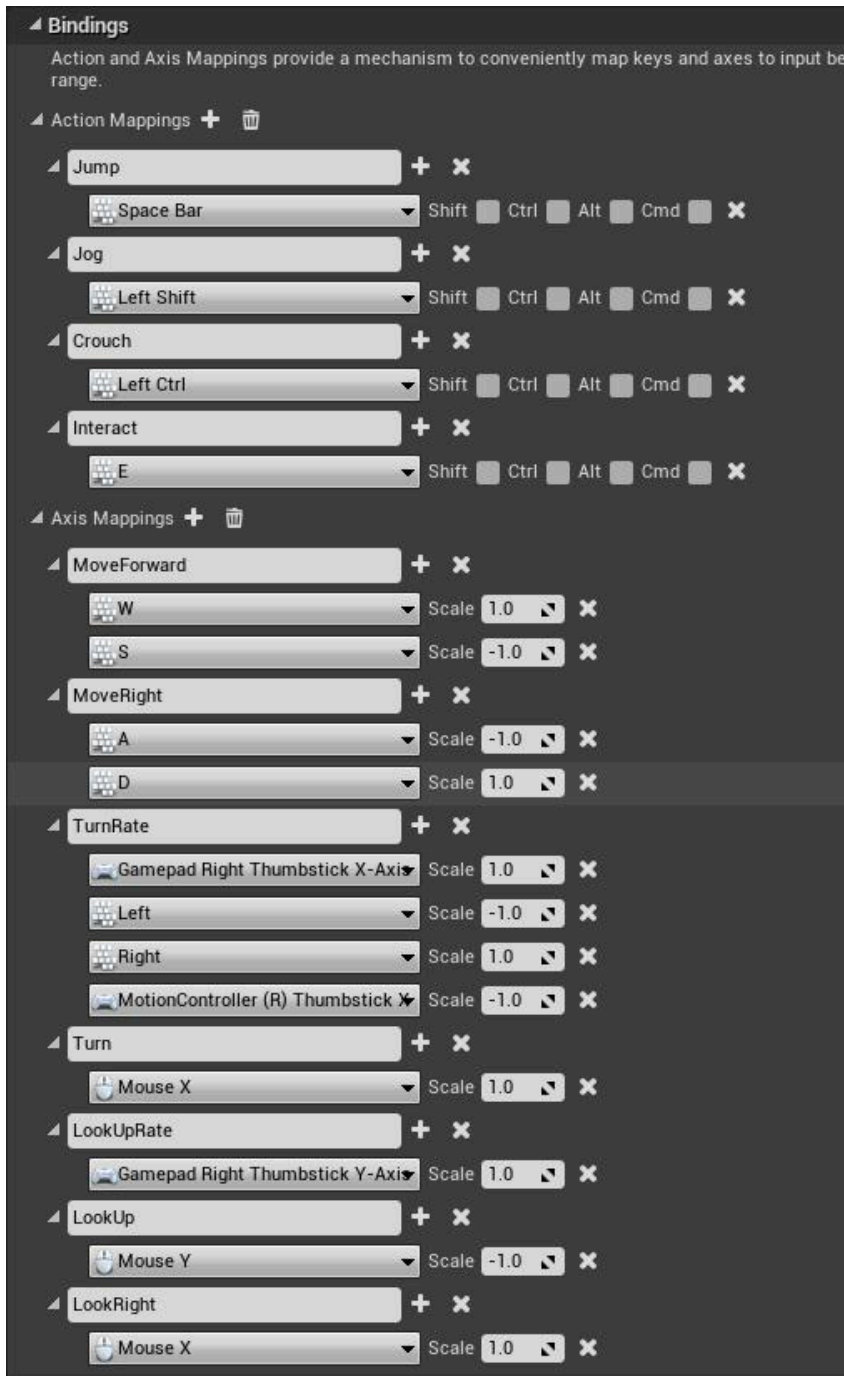 Bindings
Action and Axis Mappings provide a mechanism to conveniently map keys and axes to input be
range.
Action Mappings
Jump
Space Bar Shift Ctrl Alt Cmd
Jog
Left Shift Shift Ctrl Alt Cmd
Crouch
Left Ctrl Shift Ctrl Alt Cmd
Interact
E Shift Ctrl Alt Cmd
Axis Mappings
MoveForward
W Scale 1.0
S Scale -1.0
MoveRight
A Scale -1.0
D Scale 1.0
TurnRate
Gamepad Right Thumbstick X-Axis Scale 1.0
Left Scale -1.0
Right Scale 1.0
MotionController (R) Thumbstick X Scale -1.0
Turn
Mouse X Scale 1.0
LookUpRate
Gamepad Right Thumbstick Y-Axis Scale 1.0
LookUp
Mouse Y Scale -1.0
LookRight
Mouse X Scale 1.0